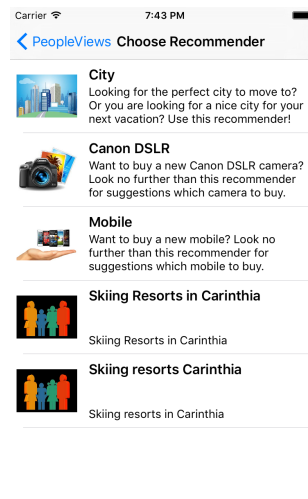 Carrier 7:43 PM
PeopleViews Choose Recommender
City
Looking for the perfect city to move to?
Or you are looking for a nice city for your
next vacation? Use this recommender!
Canon DSLR
Want to buy a new Canon DSLR camera?
Look no further than this recommender
for suggestions which camera to buy.
Mobile
Want to buy a new mobile? Look no
further than this recommender for
suggestions which mobile to buy.
Skiing Resorts in Carinthia
Skiing Resorts in Carinthia
Skiing resorts Carinthia
Skiing resorts in Carinthia